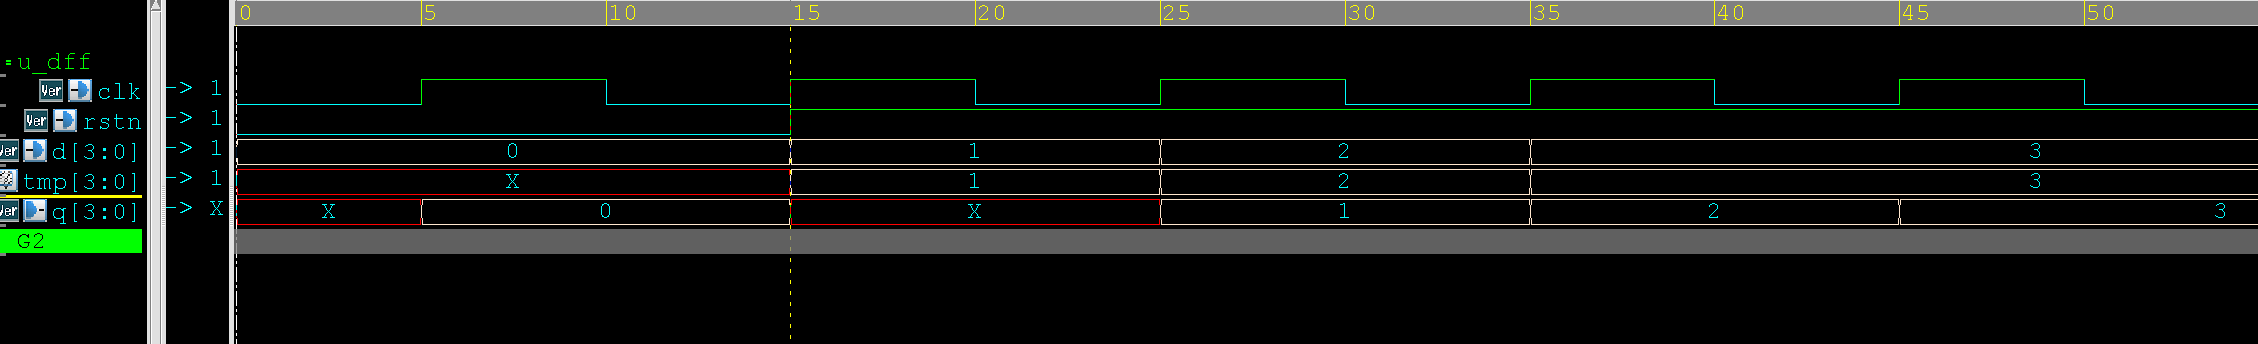 0 5 10 15 20 25 30 35 40 45 50
=u_dff
Ver clk -> 1
Ver rstn -> 1
Ver d[3:0] -> 1 0 1 2 3
tmp[3:0] -> 1 X 1 2 3
Ver q[3:0] -> X X 0 X 1 2 3
G2